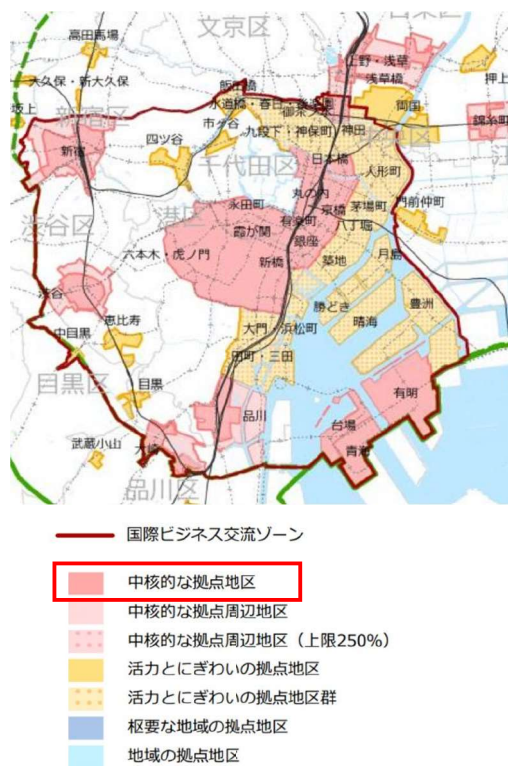 文京区
高田馬場
上野・浅草
大久保・新大久保
飯田橋
浅草橋
押上
坂上
水道橋・春日・後楽園
両国
新宿区
市ヶ谷
御茶ノ水
錦糸町
四ツ谷
九段下・神保町
神田
新宿
千代田区
日本橋
人形町
丸の内
永田町
京橋
茅場町
門前仲町
港区
有楽町
八丁堀
渋谷区
霞が関
銀座
月島
六本木・虎ノ門
新橋
築地
渋谷
勝どき
豊洲
恵比寿
大門・浜松町
晴海
中目黒
田町・三田
目黒区
目黒
有明
品川
台場
武蔵小山
大崎
青海
品川区
国際ビジネス交流ゾーン
中核的な拠点地区
中核的な拠点周辺地区
中核的な拠点周辺地区（上限250%）
活力とにぎわいの拠点地区
活力とにぎわいの拠点地区群
枢要な地域の拠点地区
地域の拠点地区